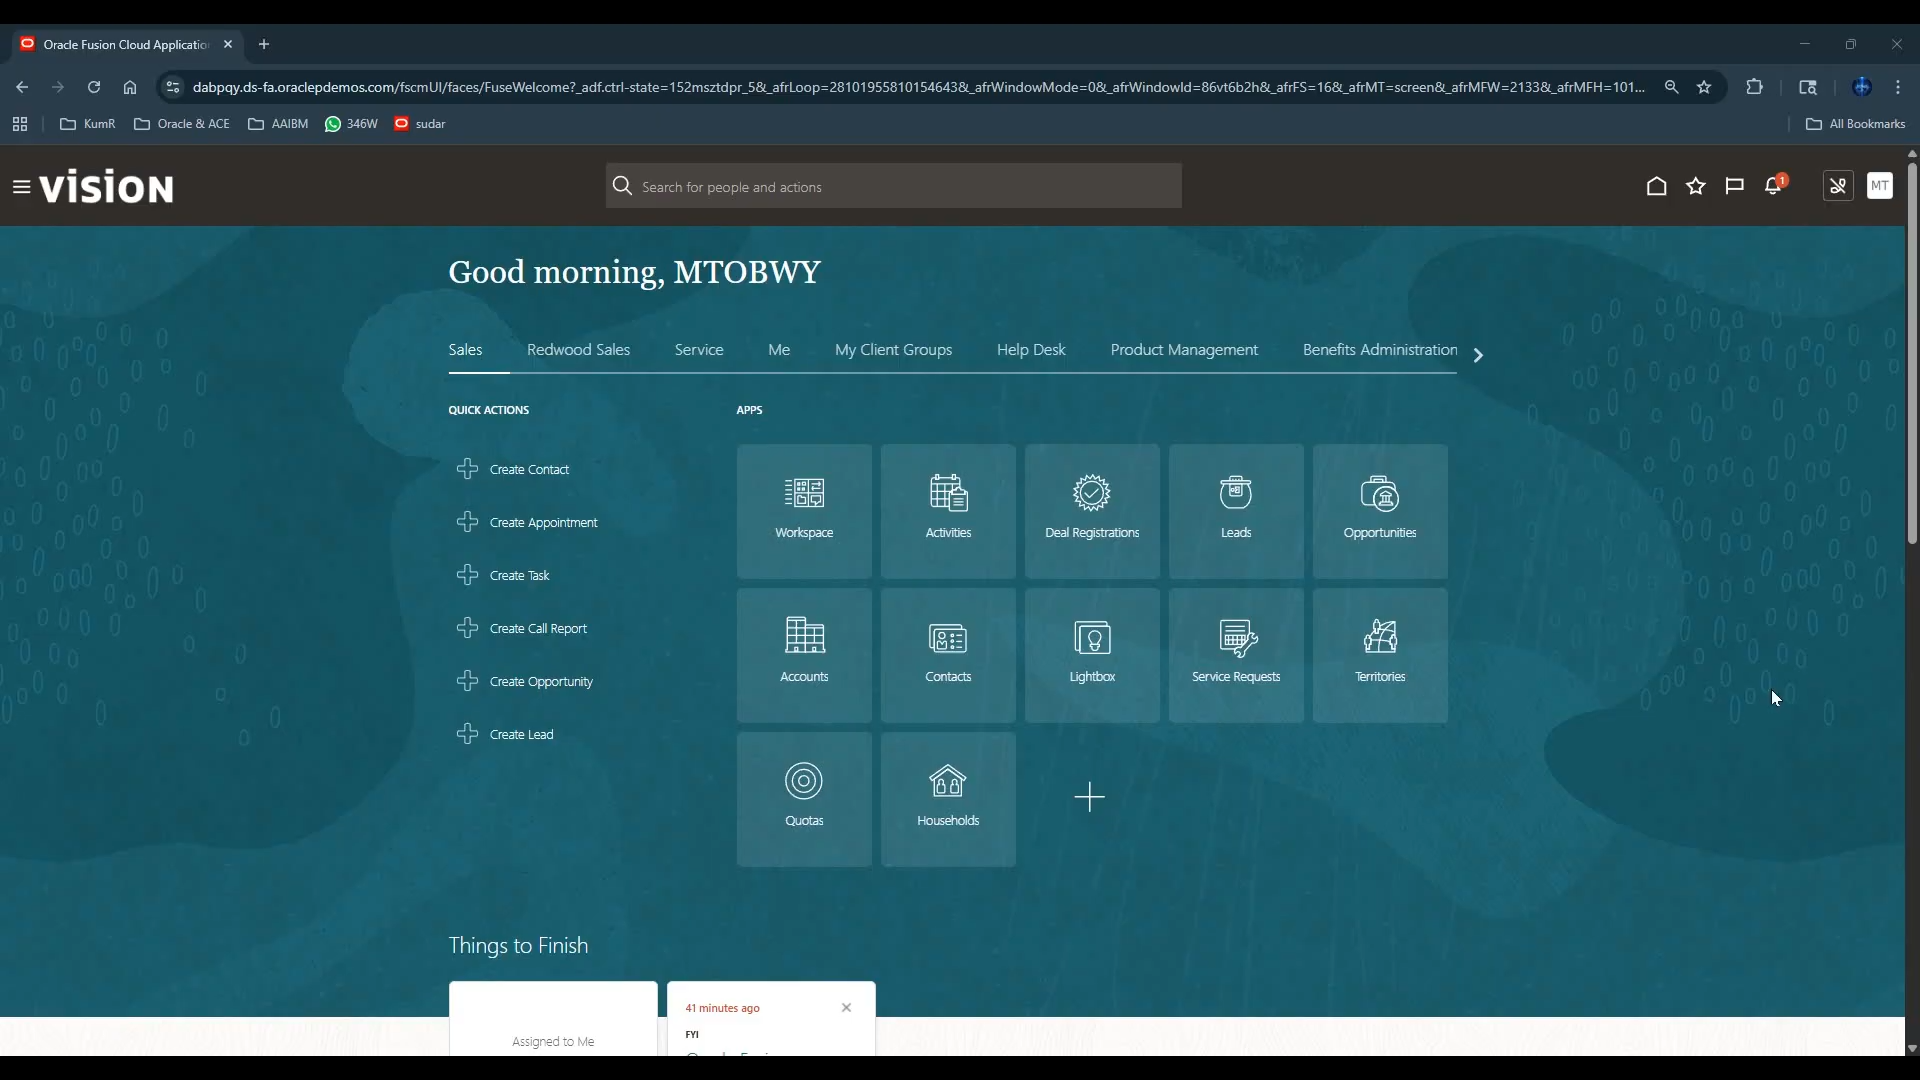 Oracle Fusion Cloud Applicatio
dabpqy.ds-fa.oraclepdemos.com/fscmUI/faces/FuseWelcome?_adf.ctrl-state=152msztdpr_5&_afrLoop=28101955810154643&_afrWindowMode=0&_afrWindowId=86vt6b2h&_afrFS=16&_afrMT=screen&_afrMFW=2133&_afrMFH=101...
KumR
Oracle & ACE
AAIBM
346W
sudar
All Bookmarks
VISION
Search for people and actions
1
MT
Good morning, MTOBWY
Sales
Redwood Sales
Service
Me
My Client Groups
Help Desk
Product Management
Benefits Administration
QUICK ACTIONS
Create Contact
Create Appointment
Create Task
Create Call Report
Create Opportunity
Create Lead
APPS
Workspace
Activities
Deal Registrations
Leads
Opportunities
Accounts
Contacts
Lightbox
Service Requests
Territories
Quotas
Households
Things to Finish
Assigned to Me
41 minutes ago
FYI